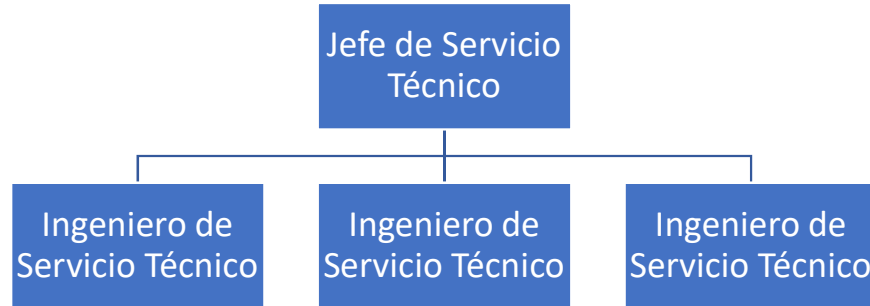 Jefe de Servicio
Técnico
Ingeniero de
Servicio Técnico
Ingeniero de
Servicio Técnico
Ingeniero de
Servicio Técnico